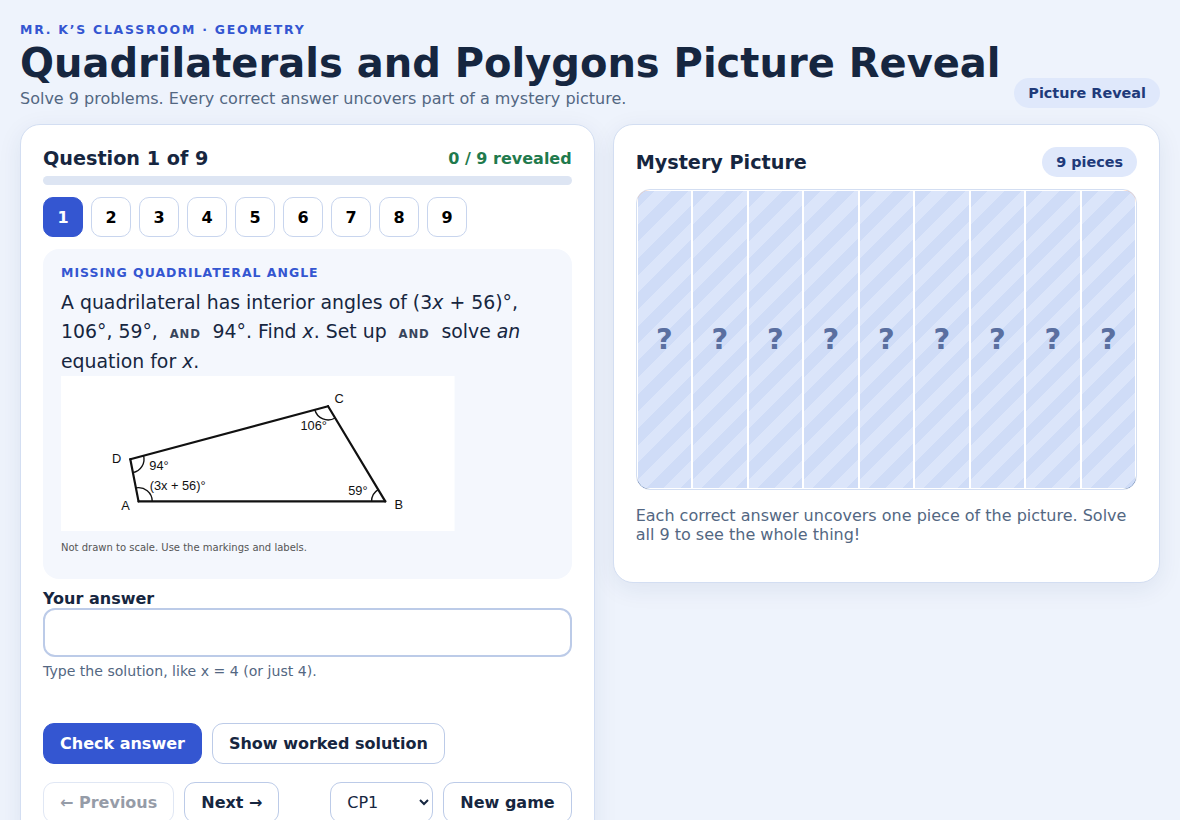 MR. K’S CLASSROOM · GEOMETRY
Quadrilaterals and Polygons Picture Reveal
Solve 9 problems. Every correct answer uncovers part of a mystery picture.
Picture Reveal
Question 1 of 9
0 / 9 revealed
1 2 3 4 5 6 7 8 9
MISSING QUADRILATERAL ANGLE
A quadrilateral has interior angles of (3x + 56)°,
106°, 59°, AND 94°. Find x. Set up AND solve an
equation for x.
C
106°
D
94°
(3x + 56)°
59°
A
B
Not drawn to scale. Use the markings and labels.
Your answer
Type the solution, like x = 4 (or just 4).
Check answer
Show worked solution
← Previous
Next →
CP1
New game
Mystery Picture
9 pieces
? ? ? ? ? ? ? ? ?
Each correct answer uncovers one piece of the picture. Solve
all 9 to see the whole thing!